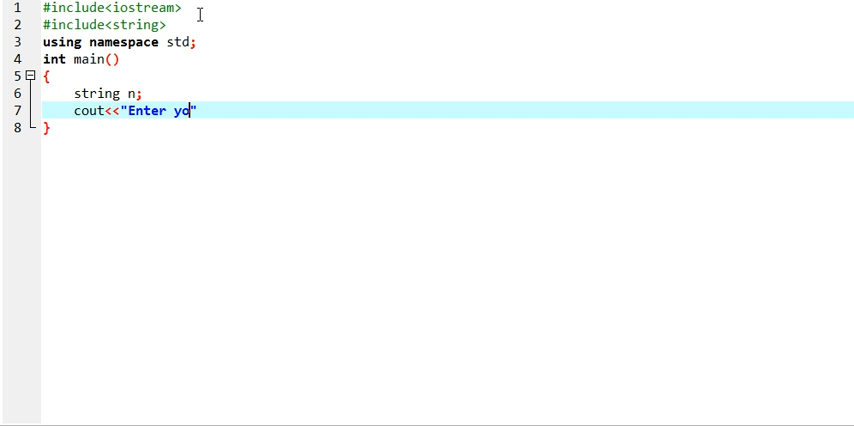 1 #include<iostream>
2 #include<string>
3 using namespace std;
4 int main()
5 {
6 string n;
7 cout<<"Enter yo"
8 }